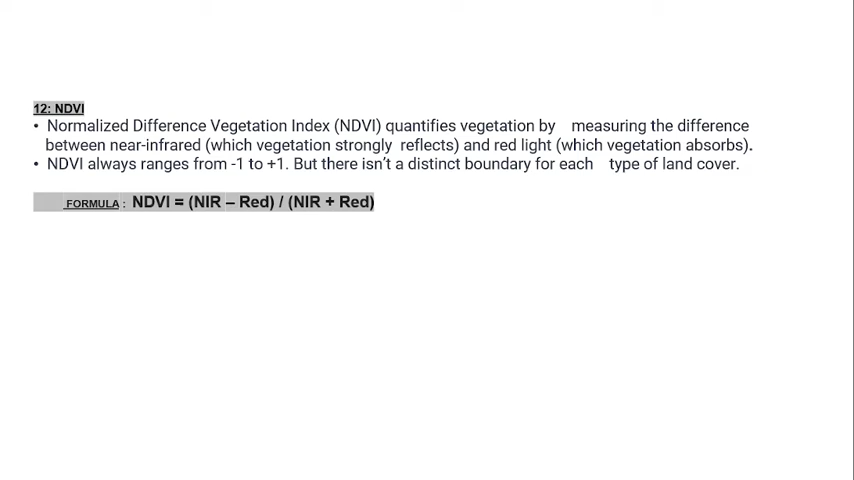 12: NDVI
• Normalized Difference Vegetation Index (NDVI) quantifies vegetation by measuring the difference
between near-infrared (which vegetation strongly reflects) and red light (which vegetation absorbs).
• NDVI always ranges from -1 to +1. But there isn’t a distinct boundary for each type of land cover.
FORMULA : NDVI = (NIR – Red) / (NIR + Red)